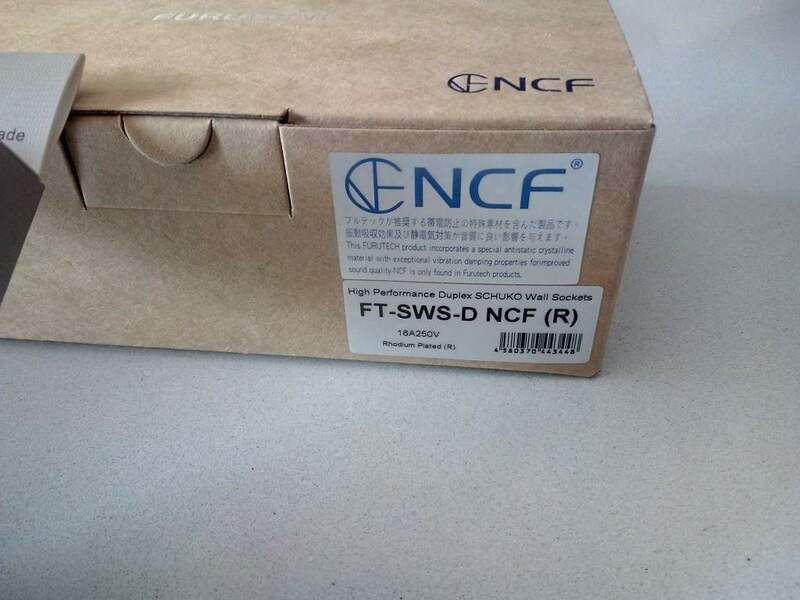 FURUTECH
NCF
ade
NCF®
フルテックが推奨する帯電防止の特殊素材を含んだ製品です、
振動吸収効果及び静電気対策が音質に良い影響を与えます。
This FURUTECH product incorporates a special antistatic crystalline
material with exceptional vibration damping properties forimproved
sound quality-NCF is only found in Furutech products.
High Performance Duplex SCHUKO Wall Sockets
FT-SWS-D NCF (R)
16A250V
Rhodium Plated (R)
4580370443448